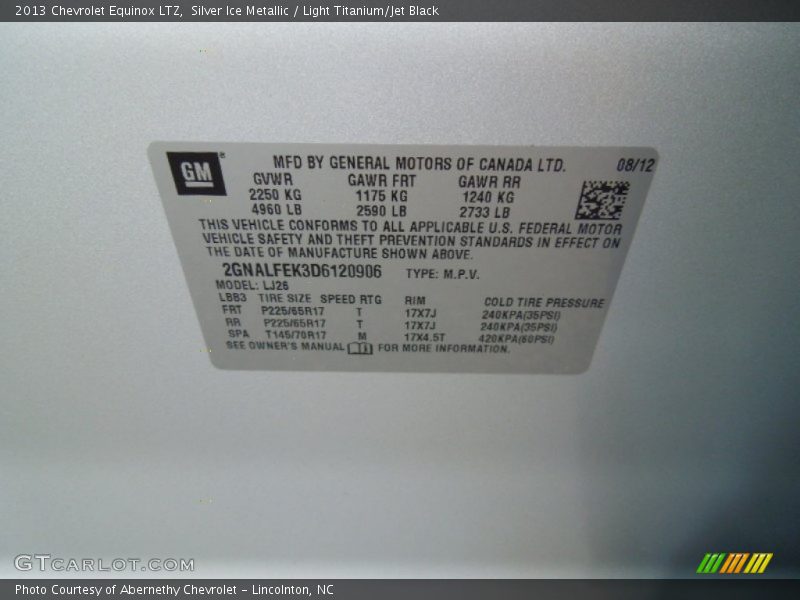 2013 Chevrolet Equinox LTZ, Silver Ice Metallic / Light Titanium/Jet Black
GM® MFD BY GENERAL MOTORS OF CANADA LTD. 08/12
GVWR GAWR FRT GAWR RR
2250 KG 1175 KG 1240 KG
4960 LB 2590 LB 2733 LB
THIS VEHICLE CONFORMS TO ALL APPLICABLE U.S. FEDERAL MOTOR
VEHICLE SAFETY AND THEFT PREVENTION STANDARDS IN EFFECT ON
THE DATE OF MANUFACTURE SHOWN ABOVE.
2GNALFEK3D6120906 TYPE: M.P.V.
MODEL: LJ26
LBB3 TIRE SIZE SPEED RTG RIM COLD TIRE PRESSURE
FRT P225/65R17 T 17X7J 240KPA(35PSI)
RR P225/65R17 T 17X7J 240KPA(35PSI)
SPA T145/70R17 M 17X4.5T 420KPA(60PSI)
SEE OWNER'S MANUAL FOR MORE INFORMATION.
GTCARLOT.COM
Photo Courtesy of Abernethy Chevrolet – Lincolnton, NC